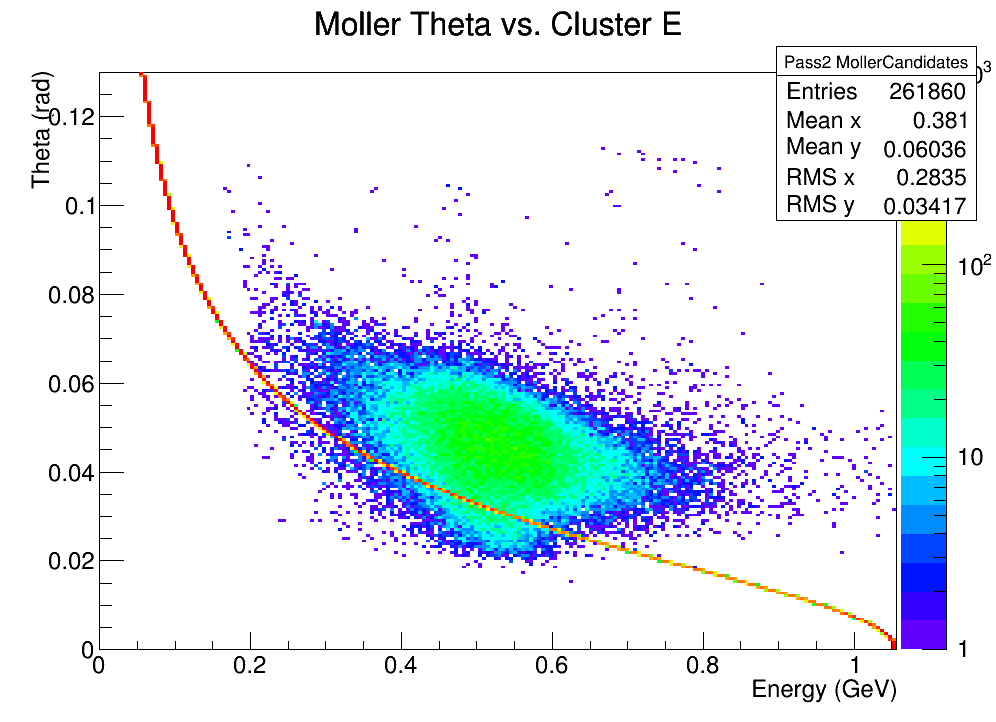 Moller Theta vs. Cluster E
Pass2 MollerCandidates
Entries 261860
Mean x 0.381
Mean y 0.06036
RMS x 0.2835
RMS y 0.03417
Theta (rad)
0.12
0.1
0.08
0.06
0.04
0.02
0
0 0.2 0.4 0.6 0.8 1
Energy (GeV)
10²
10
1